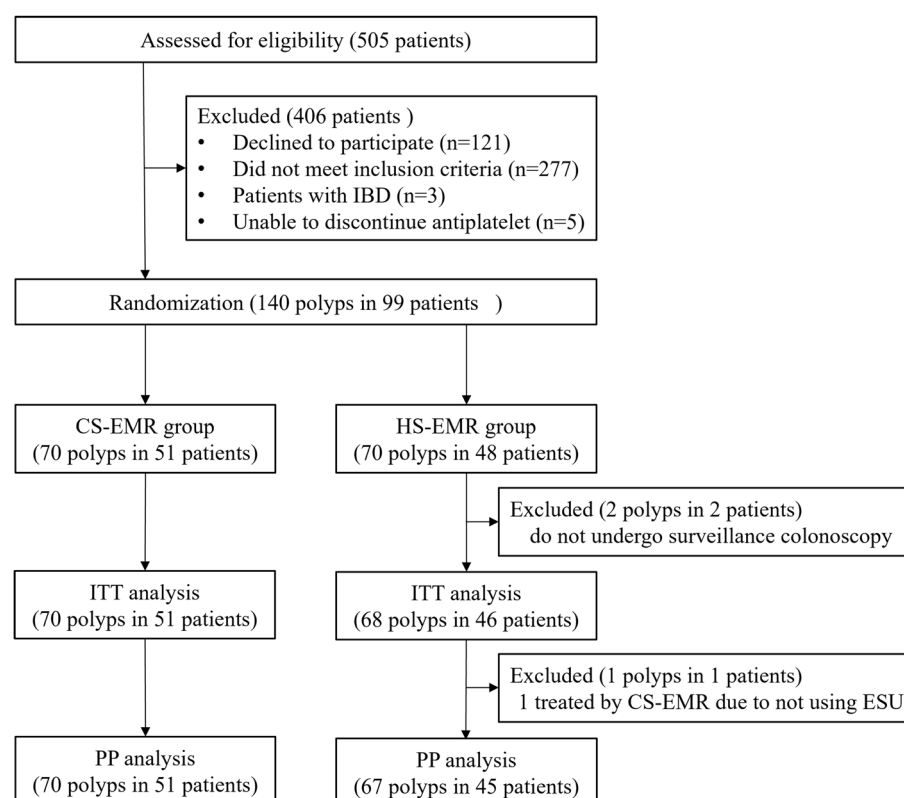 Assessed for eligibility (505 patients)
Excluded (406 patients )
• Declined to participate (n=121)
• Did not meet inclusion criteria (n=277)
• Patients with IBD (n=3)
• Unable to discontinue antiplatelet (n=5)
Randomization (140 polyps in 99 patients )
CS-EMR group
(70 polyps in 51 patients)
HS-EMR group
(70 polyps in 48 patients)
Excluded (2 polyps in 2 patients)
do not undergo surveillance colonoscopy
ITT analysis
(70 polyps in 51 patients)
ITT analysis
(68 polyps in 46 patients)
Excluded (1 polyps in 1 patients)
1 treated by CS-EMR due to not using ESU
PP analysis
(70 polyps in 51 patients)
PP analysis
(67 polyps in 45 patients)